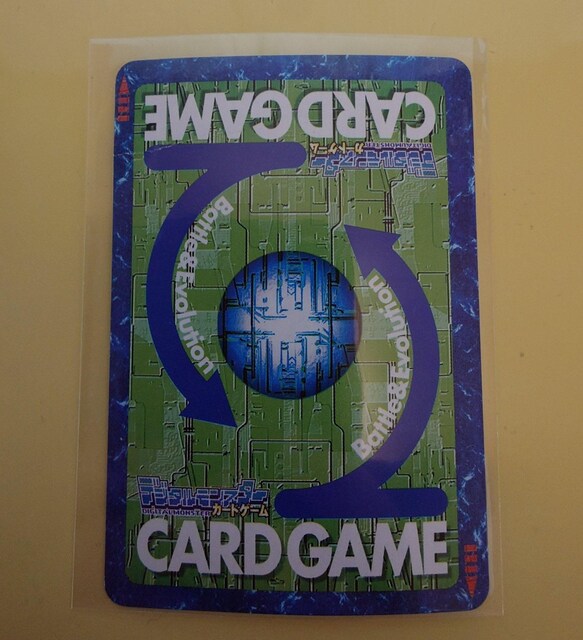 CARD GAME
デジタルモンスター
DIGITALMONSTER
カードゲーム
Battle&Evolution
Battle&Evolution
デジタルモンスター
DIGITALMONSTER
カードゲーム
CARD GAME